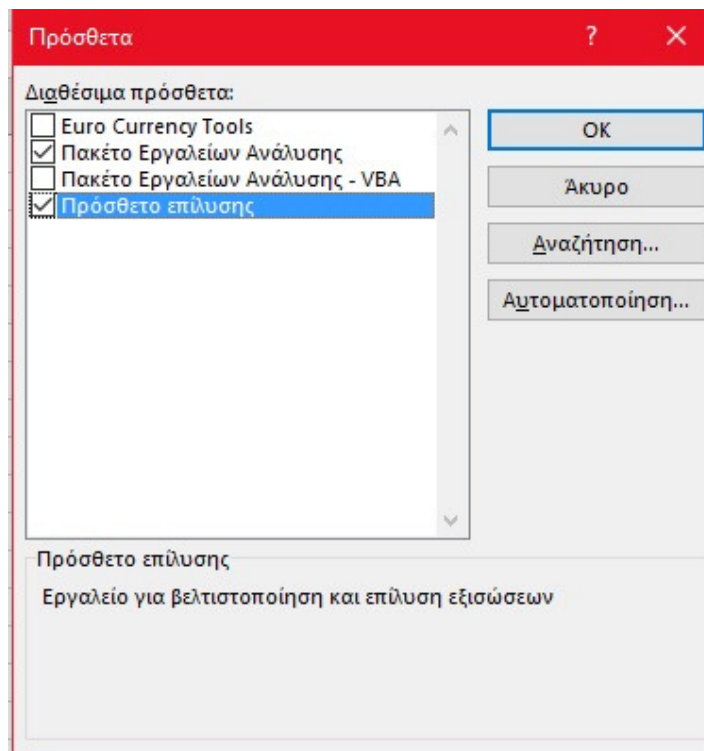 Πρόσθετα
Διαθέσιμα πρόσθετα:
Euro Currency Tools
Πακέτο Εργαλείων Ανάλυσης
Πακέτο Εργαλείων Ανάλυσης - VBA
Πρόσθετο επίλυσης
OK
Άκυρο
Αναζήτηση...
Αυτοματοποίηση...
Πρόσθετο επίλυσης
Εργαλείο για βελτιστοποίηση και επίλυση εξισώσεων